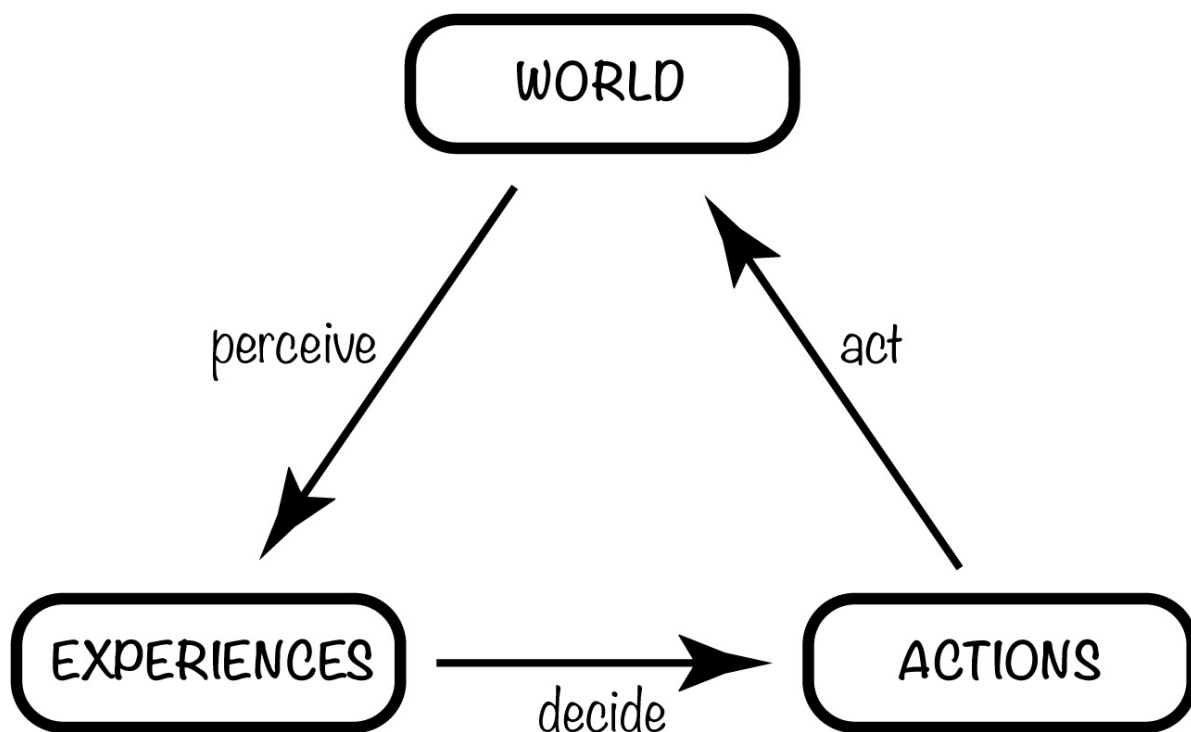 WORLD
perceive
act
EXPERIENCES
decide
ACTIONS